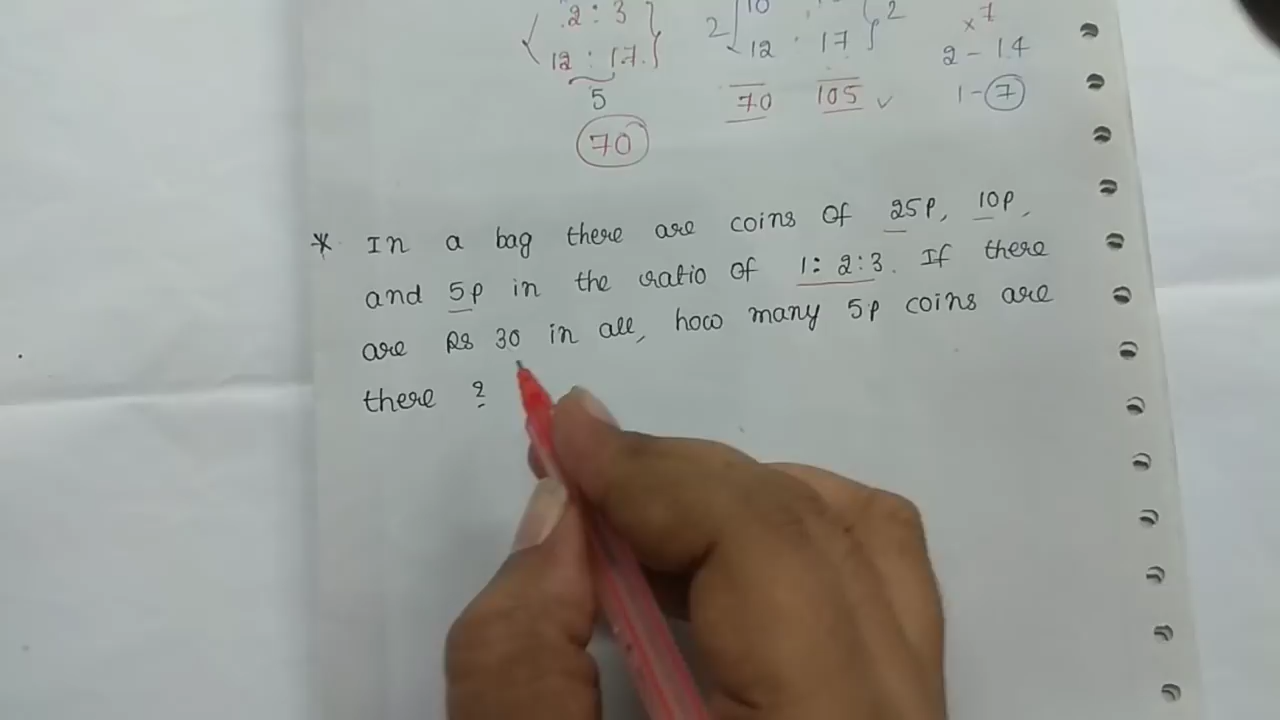 2 : 3 2 10 2 × 7
12 : 17 12 : 17 2 - 14
5 70 105 ✓ 1 - 7
70
* In a bag there are coins of 25P, 10P,
and 5P in the ratio of 1: 2:3. If there
are Rs 30 in all, how many 5P coins are
there ?